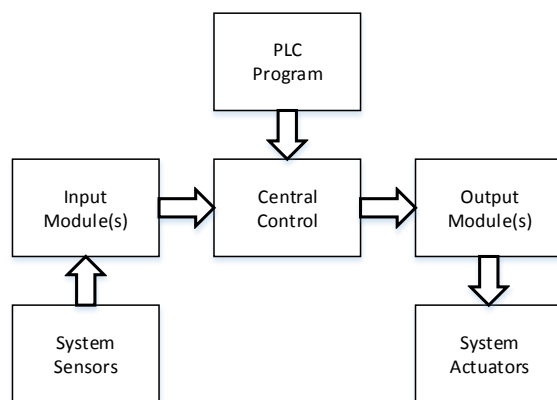 PLC
Program
Input
Module(s)
Central
Control
Output
Module(s)
System
Sensors
System
Actuators